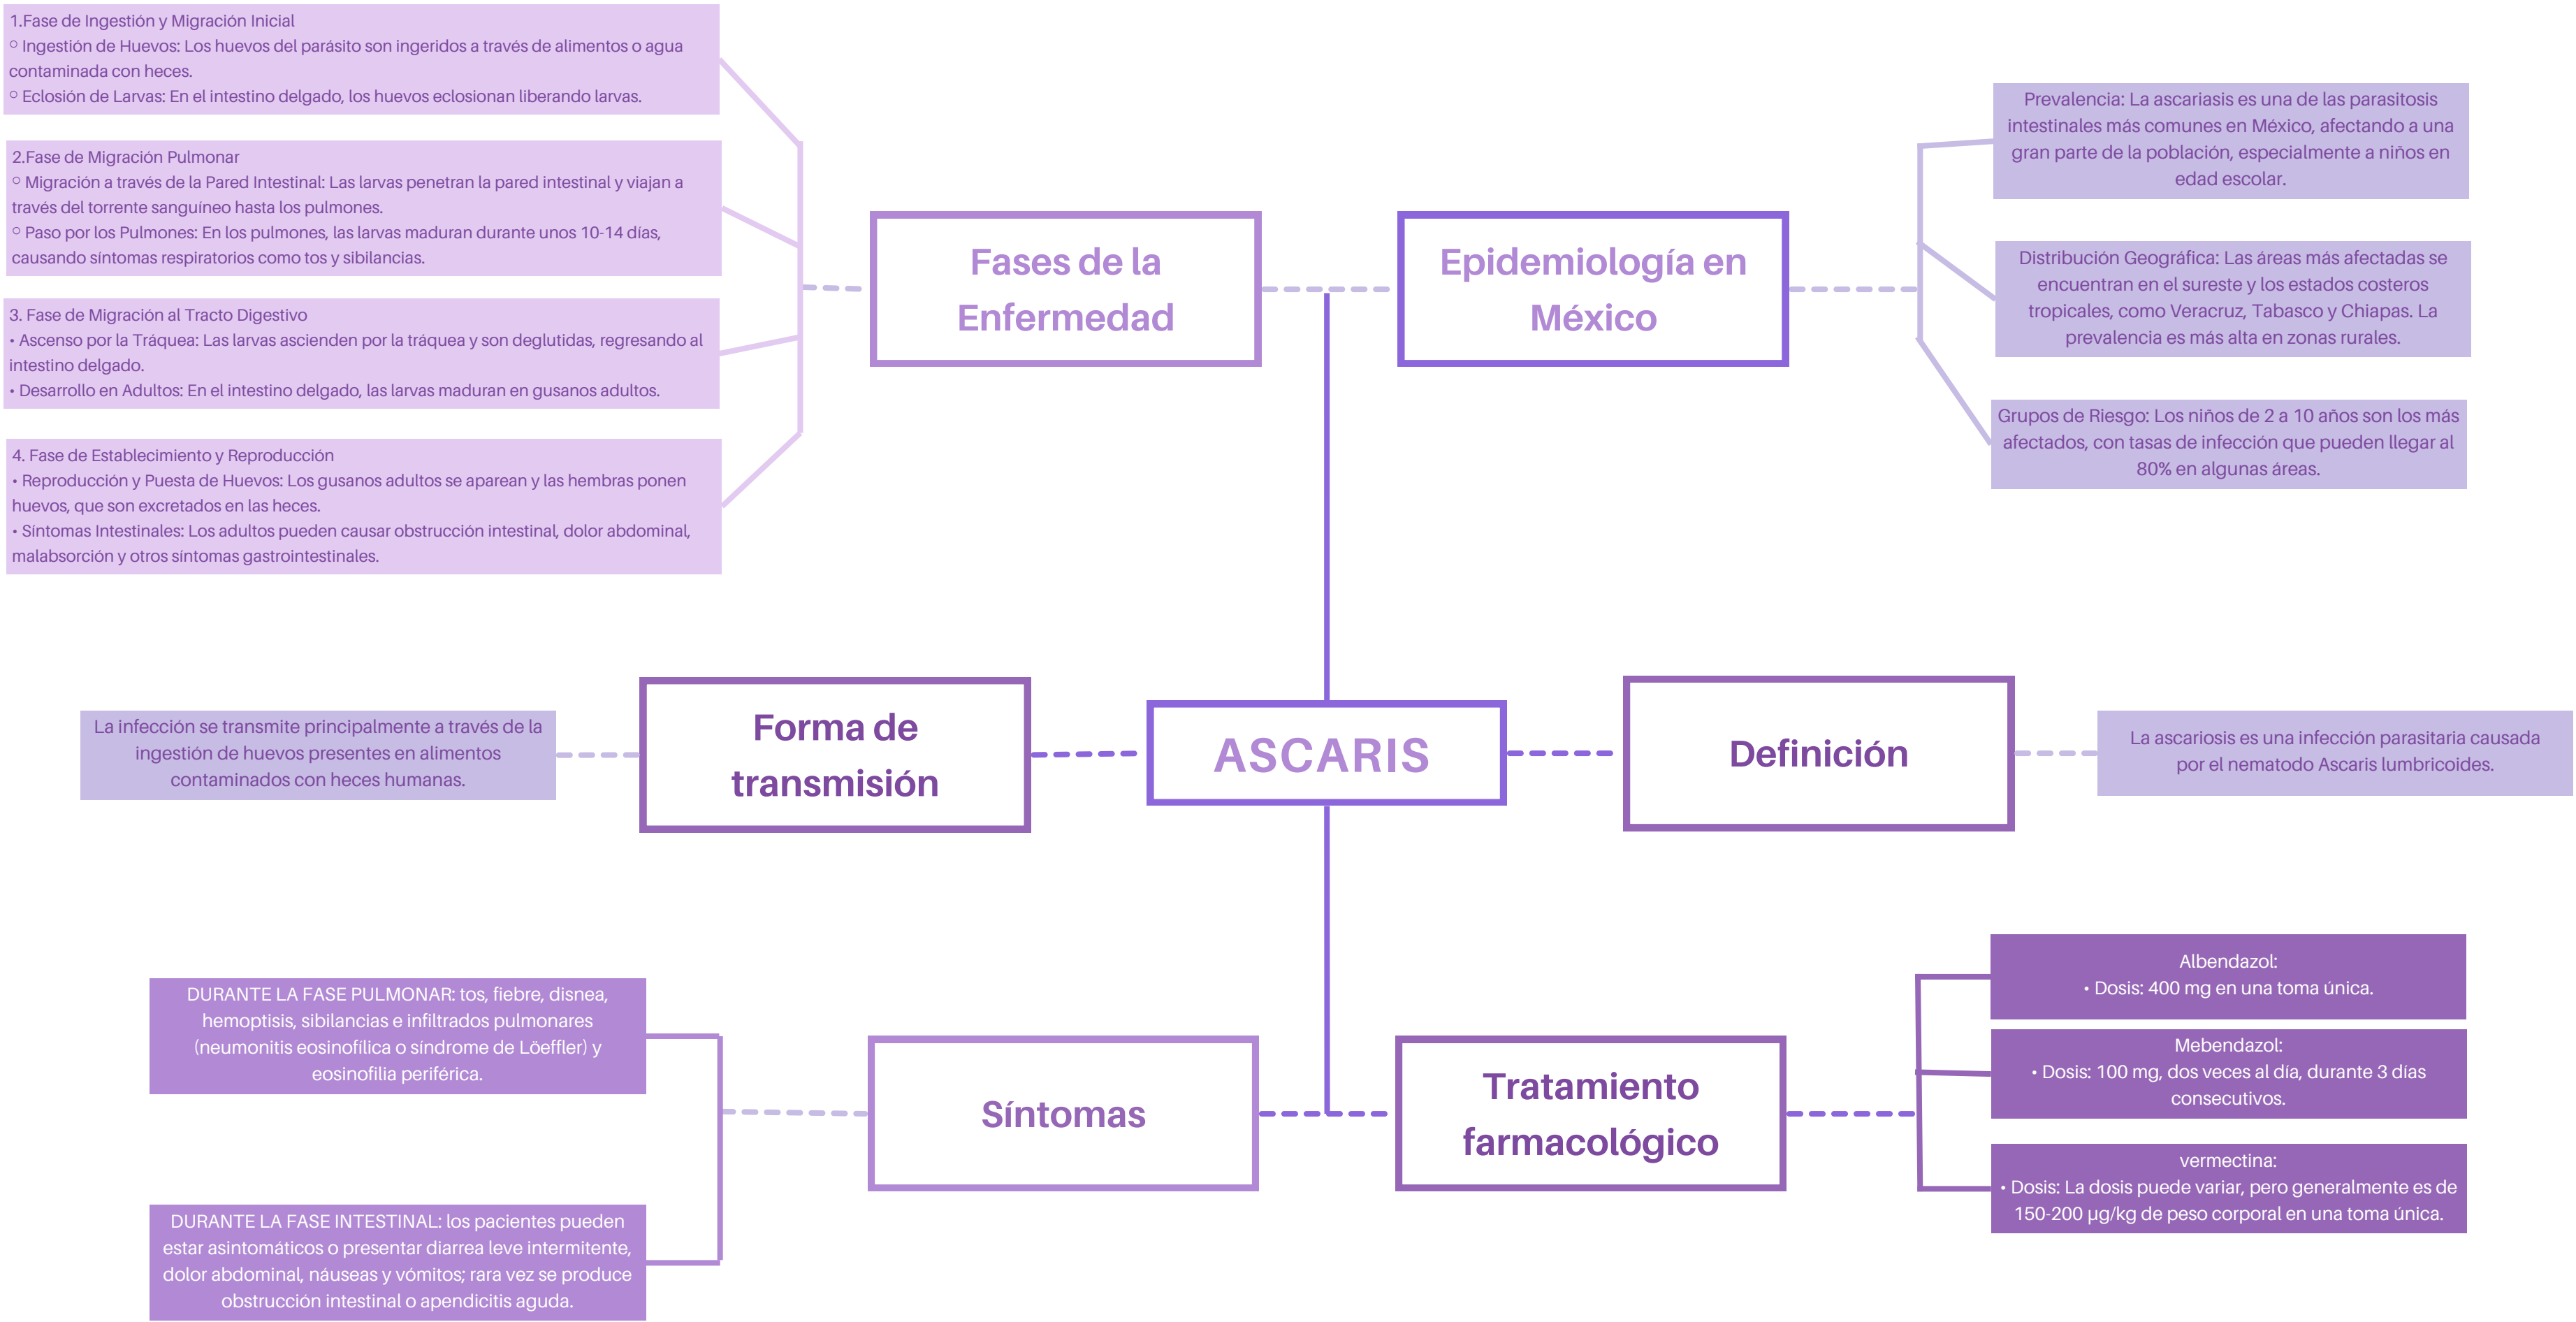 1.Fase de Ingestión y Migración Inicial
○ Ingestión de Huevos: Los huevos del parásito son ingeridos a través de alimentos o agua
contaminada con heces.
○ Eclosión de Larvas: En el intestino delgado, los huevos eclosionan liberando larvas.
2.Fase de Migración Pulmonar
○ Migración a través de la Pared Intestinal: Las larvas penetran la pared intestinal y viajan a
través del torrente sanguíneo hasta los pulmones.
○ Paso por los Pulmones: En los pulmones, las larvas maduran durante unos 10-14 días,
causando síntomas respiratorios como tos y sibilancias.
3. Fase de Migración al Tracto Digestivo
• Ascenso por la Tráquea: Las larvas ascienden por la tráquea y son deglutidas, regresando al
intestino delgado.
• Desarrollo en Adultos: En el intestino delgado, las larvas maduran en gusanos adultos.
4. Fase de Establecimiento y Reproducción
• Reproducción y Puesta de Huevos: Los gusanos adultos se aparean y las hembras ponen
huevos, que son excretados en las heces.
• Síntomas Intestinales: Los adultos pueden causar obstrucción intestinal, dolor abdominal,
malabsorción y otros síntomas gastrointestinales.
Fases de la
Enfermedad
Epidemiología en
México
Prevalencia: La ascariasis es una de las parasitosis
intestinales más comunes en México, afectando a una
gran parte de la población, especialmente a niños en
edad escolar.
Distribución Geográfica: Las áreas más afectadas se
encuentran en el sureste y los estados costeros
tropicales, como Veracruz, Tabasco y Chiapas. La
prevalencia es más alta en zonas rurales.
Grupos de Riesgo: Los niños de 2 a 10 años son los más
afectados, con tasas de infección que pueden llegar al
80% en algunas áreas.
La infección se transmite principalmente a través de la
ingestión de huevos presentes en alimentos
contaminados con heces humanas.
Forma de
transmisión
ASCARIS
Definición
La ascariosis es una infección parasitaria causada
por el nematodo Ascaris lumbricoides.
DURANTE LA FASE PULMONAR: tos, fiebre, disnea,
hemoptisis, sibilancias e infiltrados pulmonares
(neumonitis eosinofílica o síndrome de Löeffler) y
eosinofilia periférica.
DURANTE LA FASE INTESTINAL: los pacientes pueden
estar asintomáticos o presentar diarrea leve intermitente,
dolor abdominal, náuseas y vómitos; rara vez se produce
obstrucción intestinal o apendicitis aguda.
Síntomas
Tratamiento
farmacológico
Albendazol:
• Dosis: 400 mg en una toma única.
Mebendazol:
• Dosis: 100 mg, dos veces al día, durante 3 días
consecutivos.
vermectina:
• Dosis: La dosis puede variar, pero generalmente es de
150-200 µg/kg de peso corporal en una toma única.